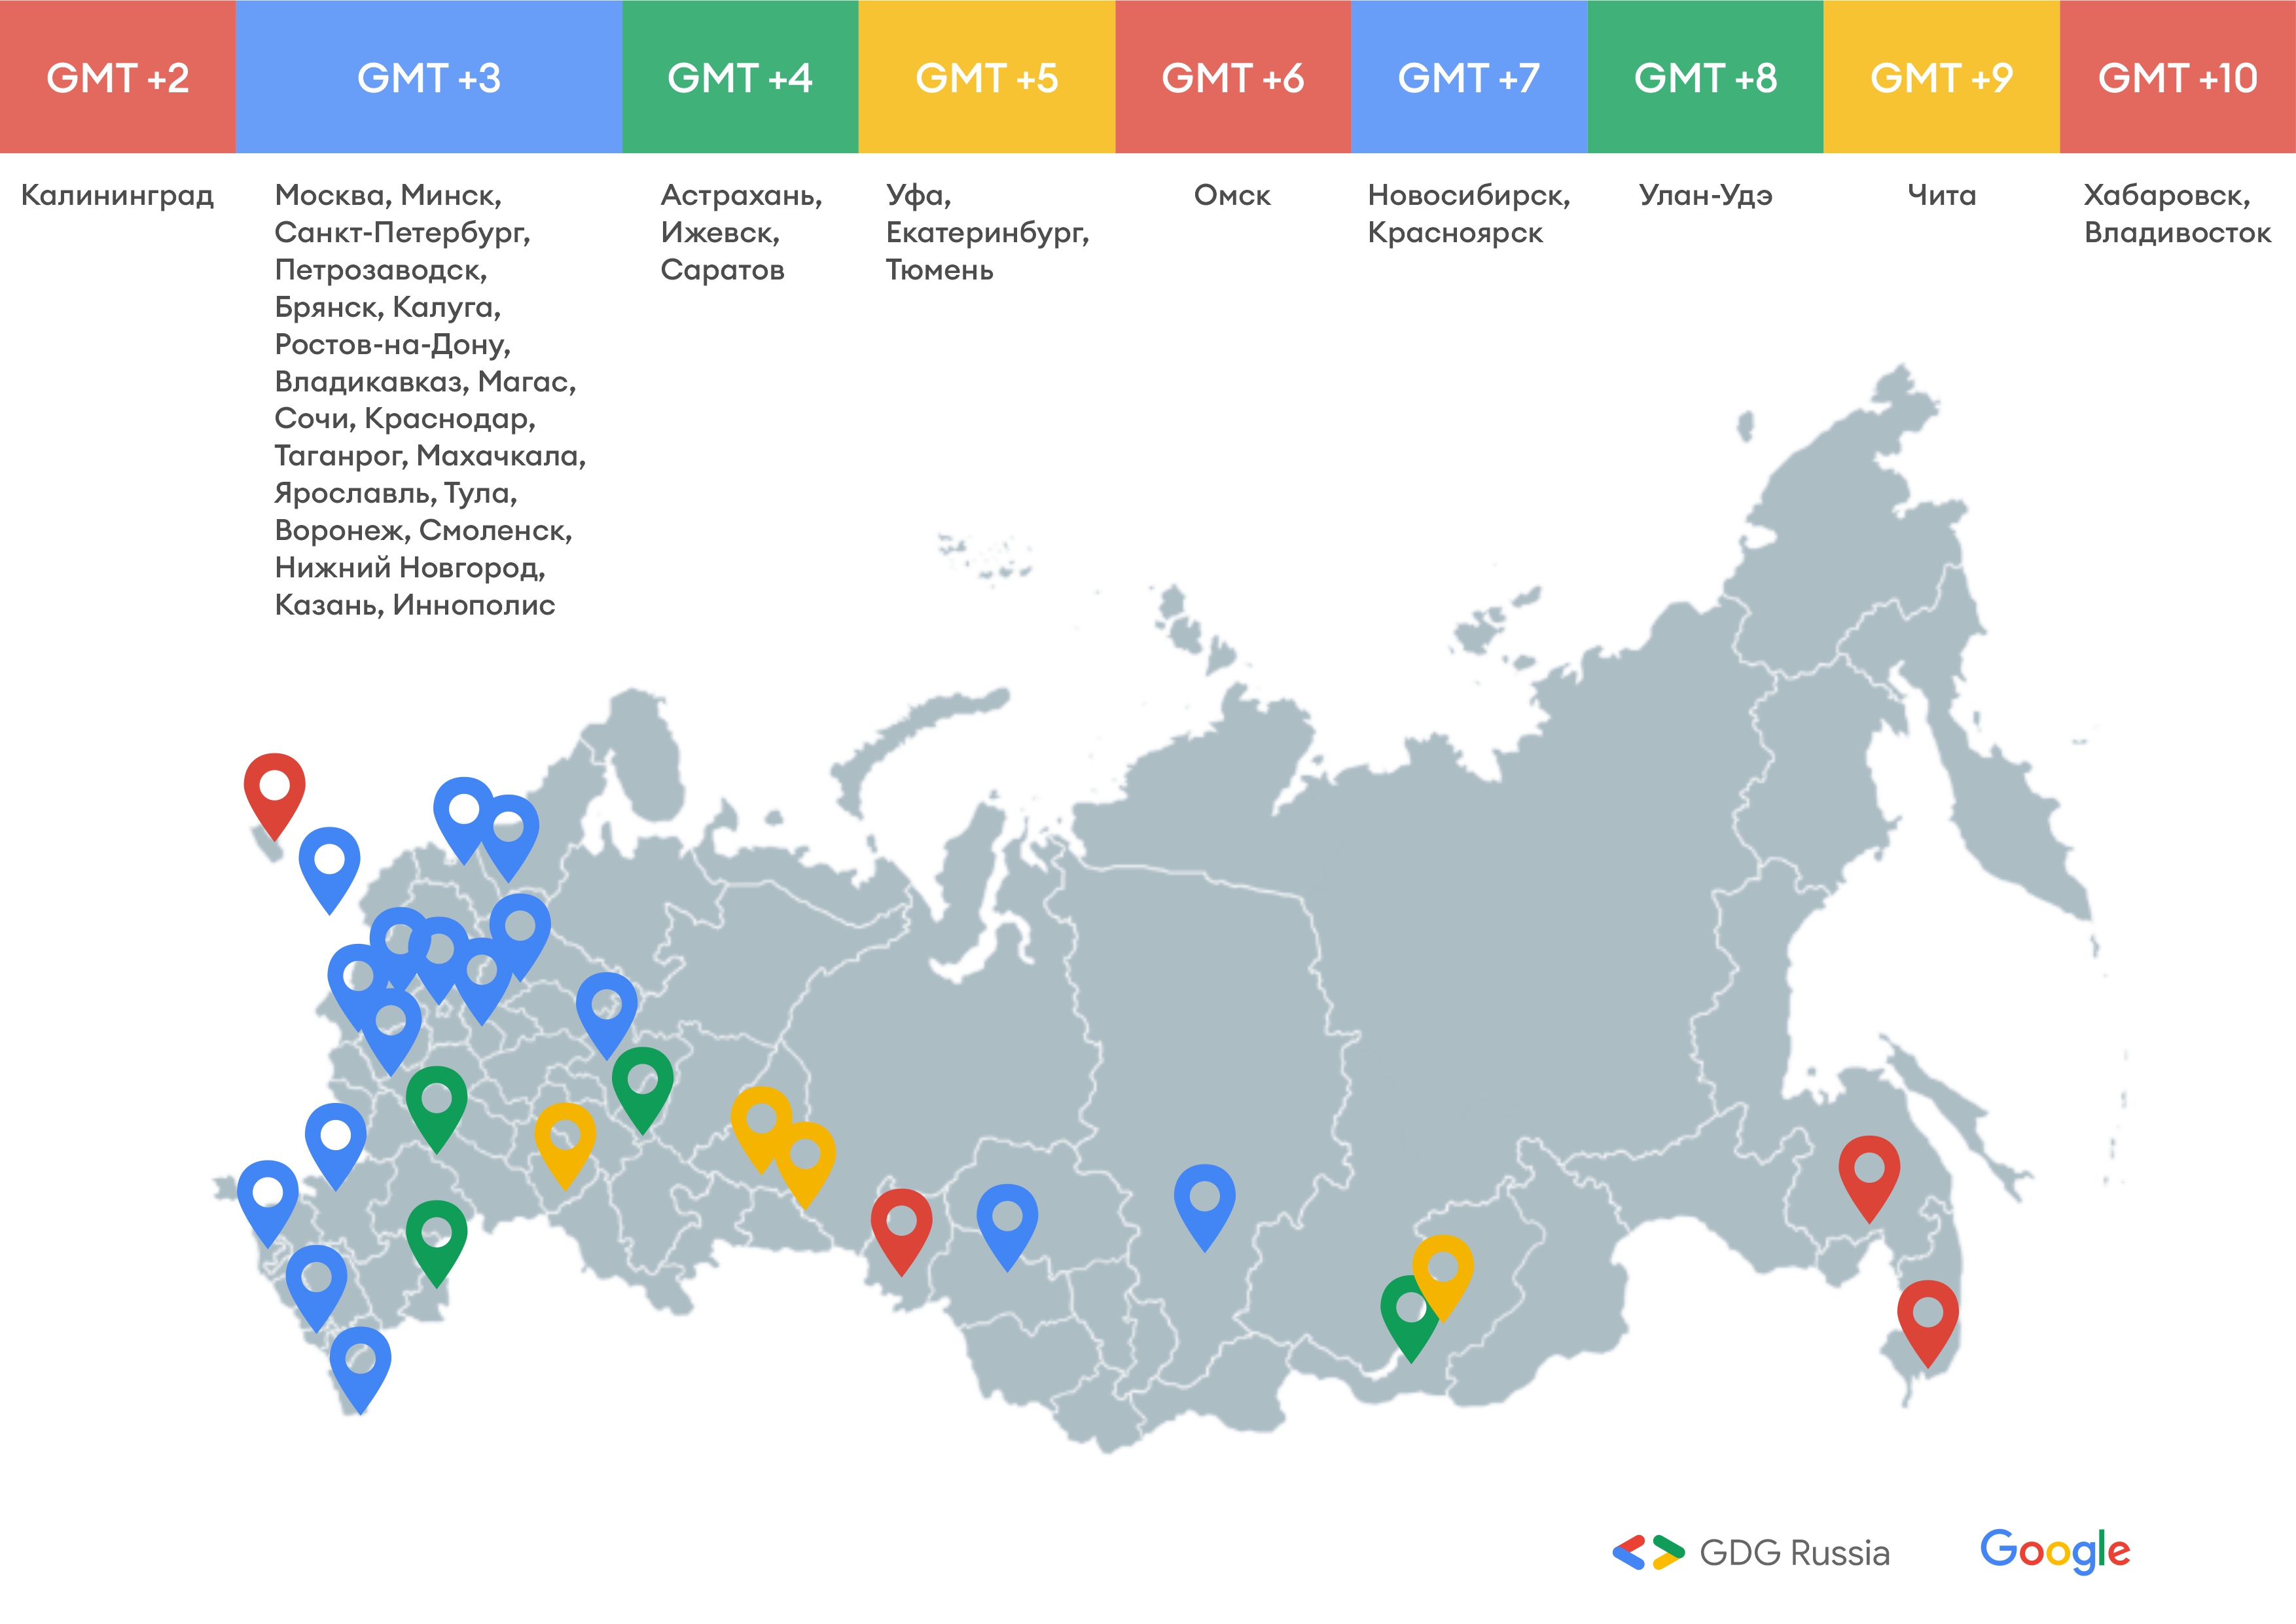 GMT +2
GMT +3
GMT +4
GMT +5
GMT +6
GMT +7
GMT +8
GMT +9
GMT +10
Калининград
Москва, Минск,
Санкт-Петербург,
Петрозаводск,
Брянск, Калуга,
Ростов-на-Дону,
Владикавказ, Магас,
Сочи, Краснодар,
Таганрог, Махачкала,
Ярославль, Тула,
Воронеж, Смоленск,
Нижний Новгород,
Казань, Иннополис
Астрахань,
Ижевск,
Саратов
Уфа,
Екатеринбург,
Тюмень
Омск
Новосибирск,
Красноярск
Улан-Удэ
Чита
Хабаровск,
Владивосток
GDG Russia
Google